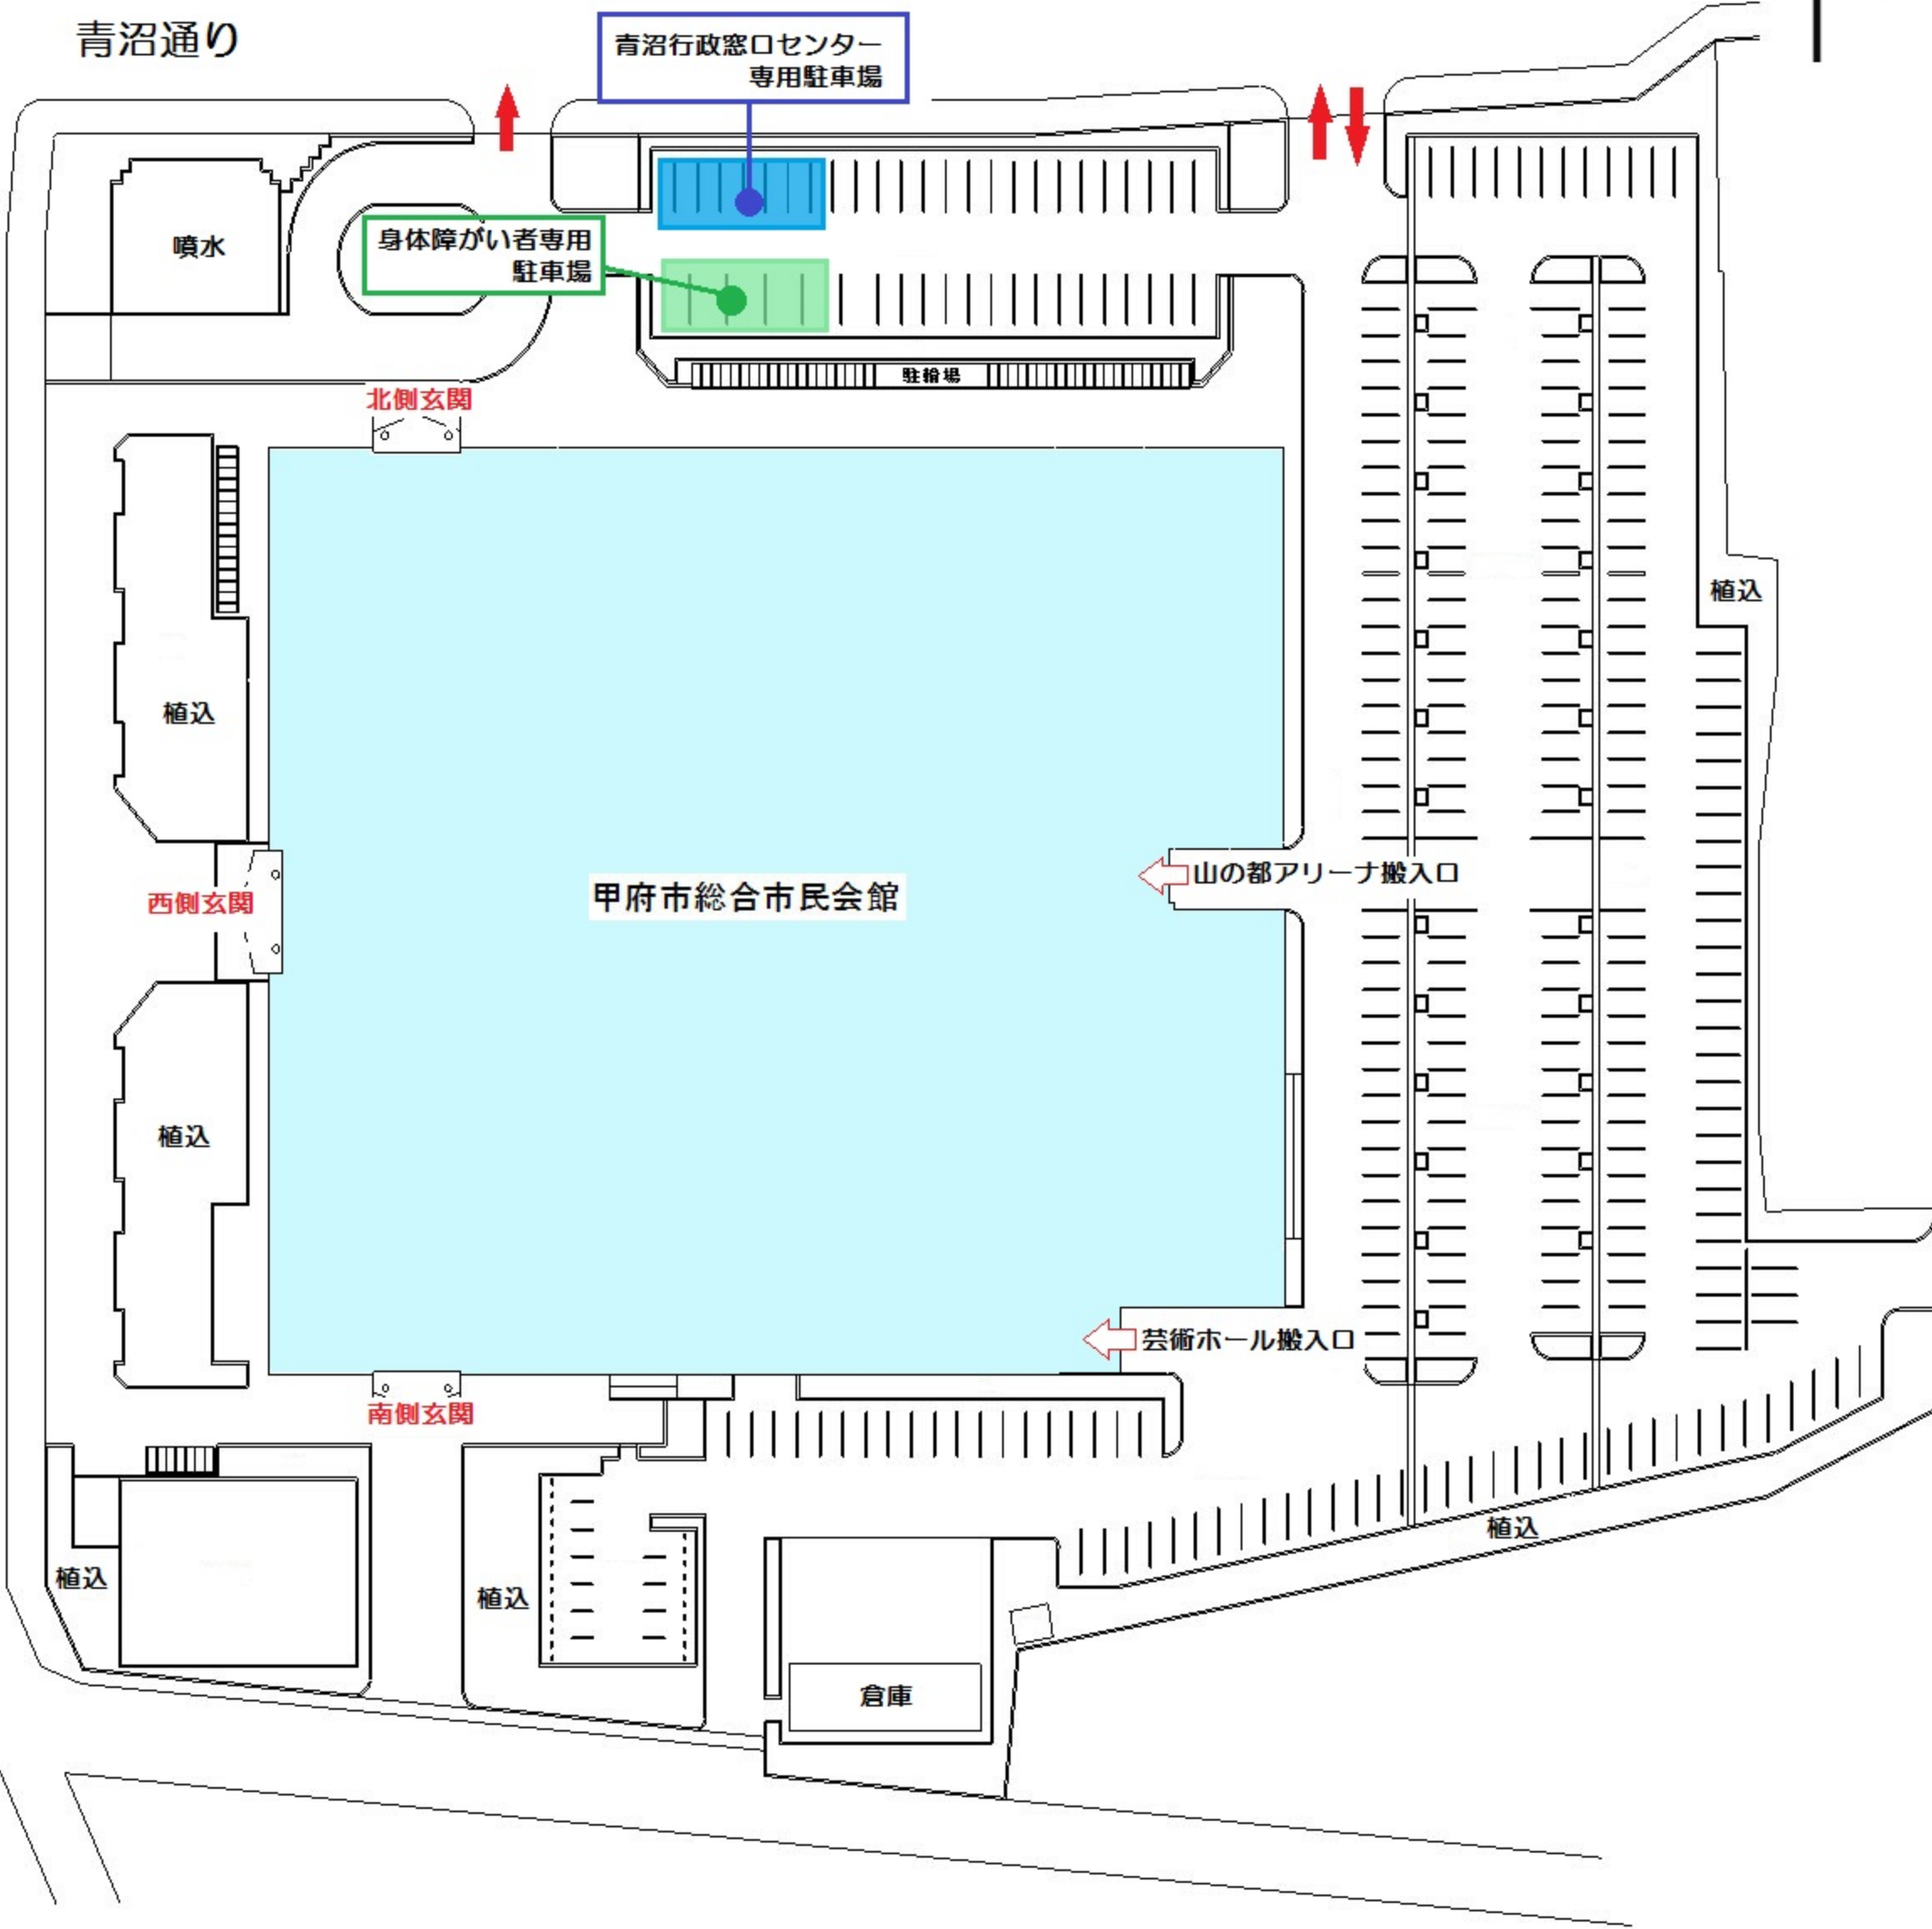 青沼通り
青沼行政窓口センター
専用駐車場
噴水
身体障がい者専用
駐車場
駐輪場
北側玄関
植込
植込
山の都アリーナ搬入口
甲府市総合市民会館
西側玄関
植込
芸術ホール搬入口
南側玄関
植込
植込
植込
倉庫